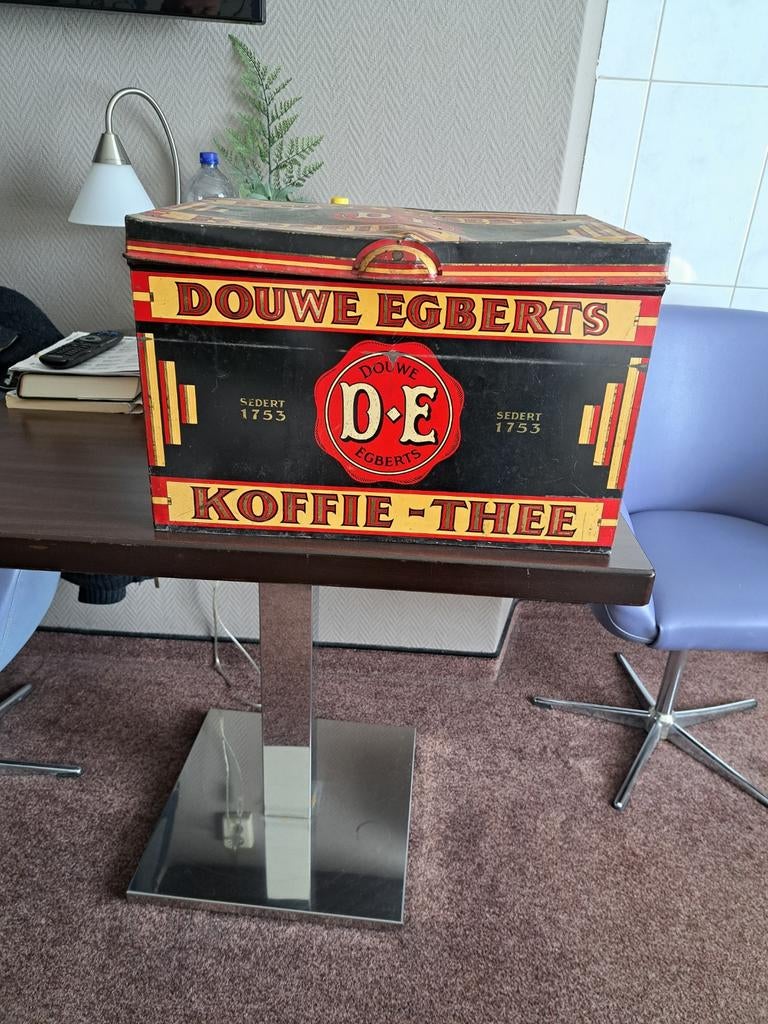 D·E
DOUWE EGBERTS
SEDERT
1753
DOUWE
D·E
EGBERTS
SEDERT
1753
KOFFIE - THEE